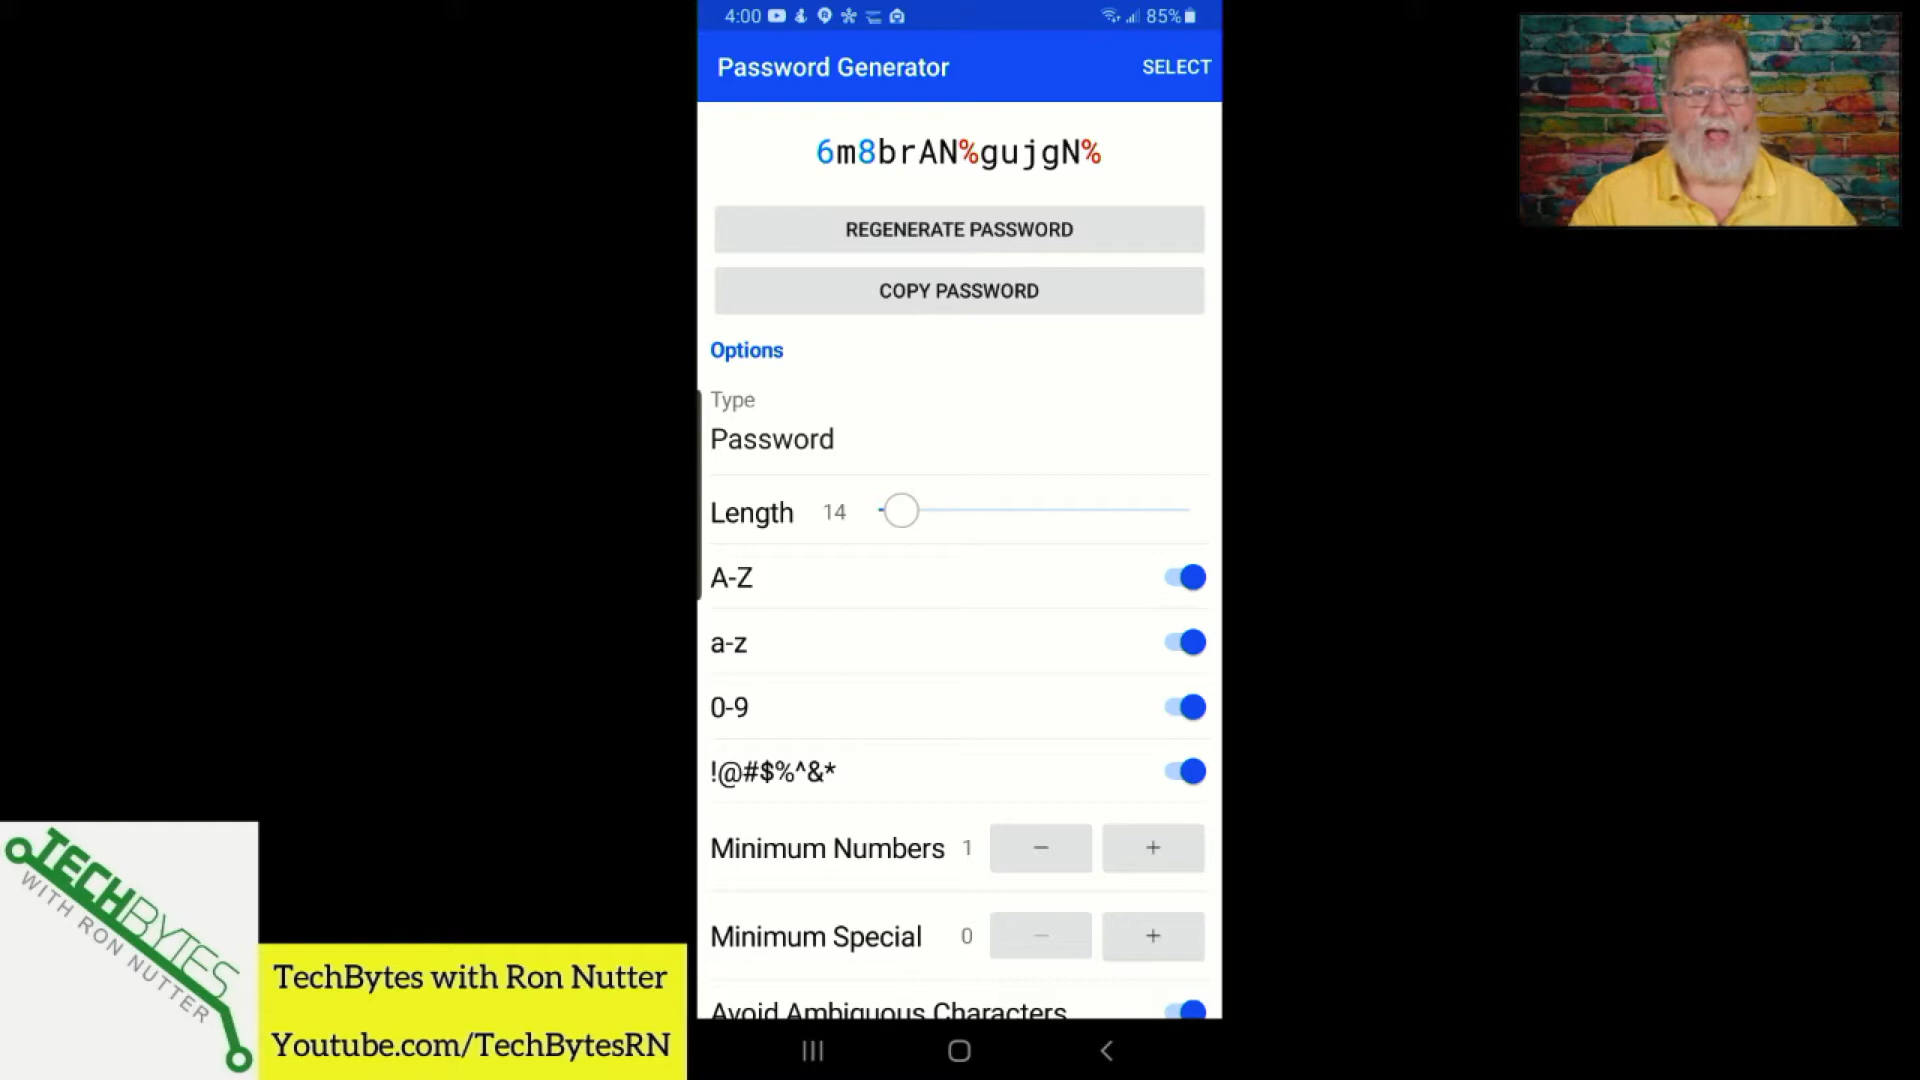 4:00
85%
Password Generator
SELECT
6m8brAN%gujgN%
REGENERATE PASSWORD
COPY PASSWORD
Options
Type
Password
Length 14
A-Z
a-z
0-9
!@#$%^&*
Minimum Numbers 1 − +
Minimum Special 0 − +
Avoid Ambiguous Characters
TECHBYTES
WITH RON NUTTER
TechBytes with Ron Nutter
Youtube.com/TechBytesRN